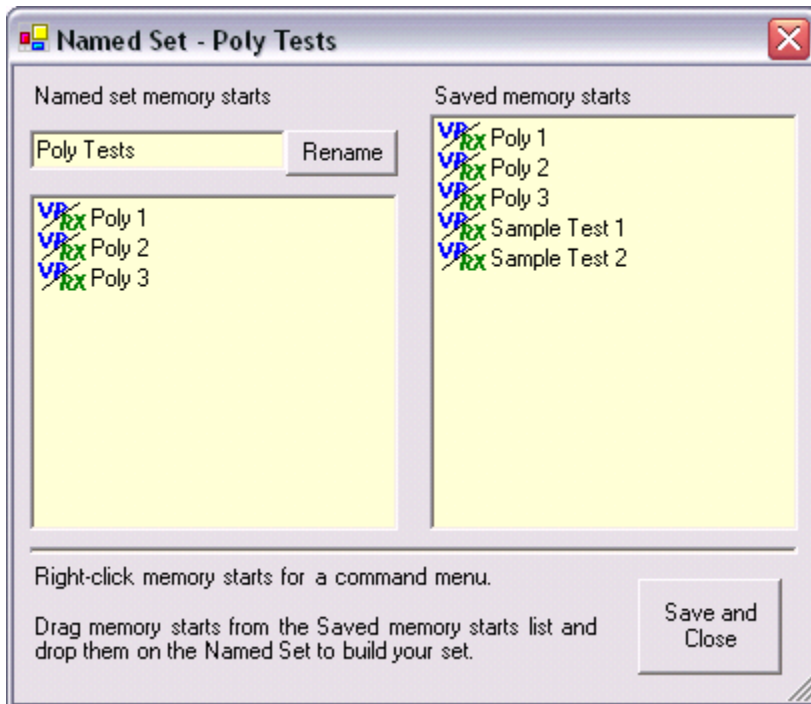 Named Set - Poly Tests
Named set memory starts
Poly Tests
Rename
VP/RX Poly 1
VP/RX Poly 2
VP/RX Poly 3
Saved memory starts
VP/RX Poly 1
VP/RX Poly 2
VP/RX Poly 3
VP/RX Sample Test 1
VP/RX Sample Test 2
Right-click memory starts for a command menu.
Drag memory starts from the Saved memory starts list and
drop them on the Named Set to build your set.
Save and
Close